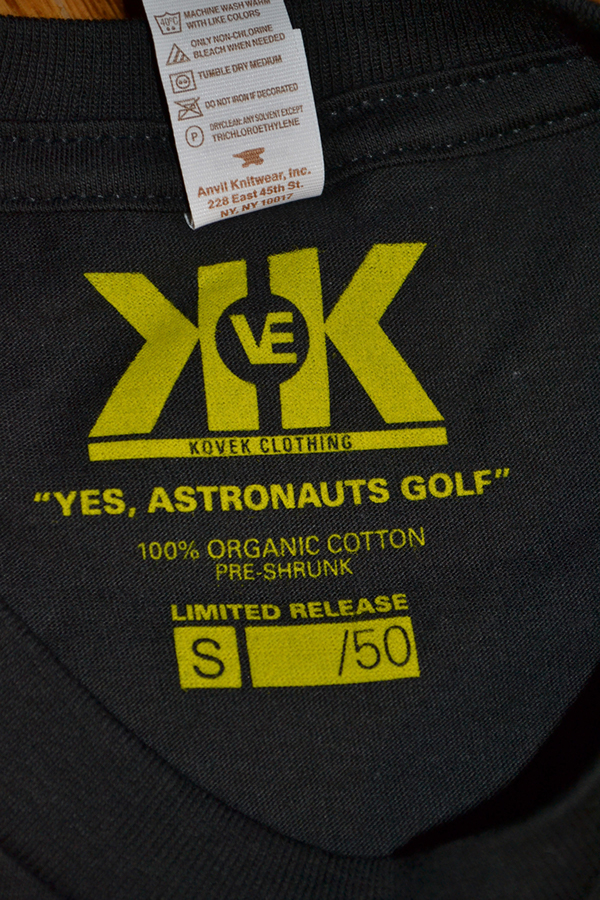 40°C
MACHINE WASH WARM
WITH LIKE COLORS
ONLY NON-CHLORINE
BLEACH WHEN NEEDED
TUMBLE DRY MEDIUM
DO NOT IRON IF DECORATED
P
DRYCLEAN: ANY SOLVENT EXCEPT
TRICHLOROETHYLENE
Anvil Knitwear, Inc.
228 East 45th St.
NY, NY 10017
K VE K
KOVEK CLOTHING
“YES, ASTRONAUTS GOLF”
100% ORGANIC COTTON
PRE-SHRUNK
LIMITED RELEASE
S /50